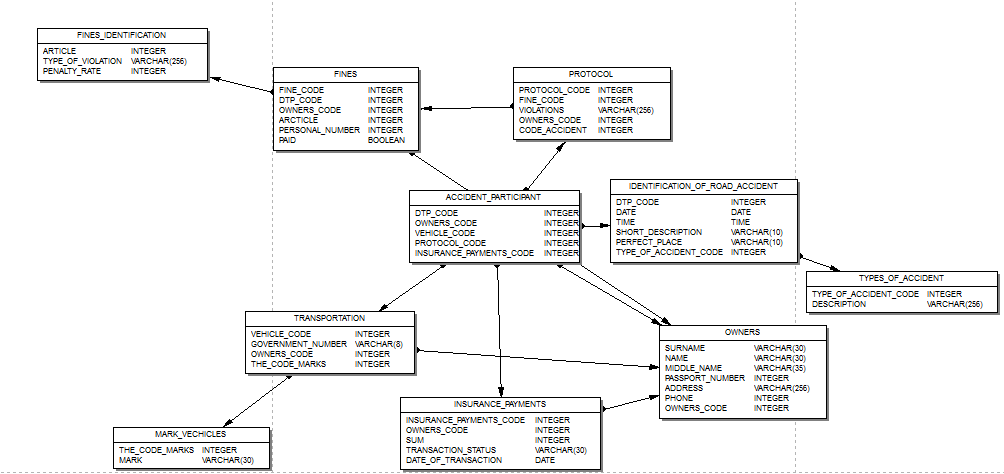 FINES_IDENTIFICATION
ARTICLE INTEGER
TYPE_OF_VIOLATION VARCHAR(256)
PENALTY_RATE INTEGER
FINES
FINE_CODE INTEGER
DTP_CODE INTEGER
OWNERS_CODE INTEGER
ARCTICLE INTEGER
PERSONAL_NUMBER INTEGER
PAID BOOLEAN
PROTOCOL
PROTOCOL_CODE INTEGER
FINE_CODE INTEGER
VIOLATIONS VARCHAR(256)
OWNERS_CODE INTEGER
CODE_ACCIDENT INTEGER
ACCIDENT_PARTICIPANT
DTP_CODE INTEGER
OWNERS_CODE INTEGER
VEHICLE_CODE INTEGER
PROTOCOL_CODE INTEGER
INSURANCE_PAYMENTS_CODE INTEGER
IDENTIFICATION_OF_ROAD_ACCIDENT
DTP_CODE INTEGER
DATE DATE
TIME TIME
SHORT_DESCRIPTION VARCHAR(10)
PERFECT_PLACE VARCHAR(10)
TYPE_OF_ACCIDENT_CODE INTEGER
TYPES_OF_ACCIDENT
TYPE_OF_ACCIDENT_CODE INTEGER
DESCRIPTION VARCHAR(256)
TRANSPORTATION
VEHICLE_CODE INTEGER
GOVERNMENT_NUMBER VARCHAR(8)
OWNERS_CODE INTEGER
THE_CODE_MARKS INTEGER
OWNERS
SURNAME VARCHAR(30)
NAME VARCHAR(30)
MIDDLE_NAME VARCHAR(35)
PASSPORT_NUMBER INTEGER
ADDRESS VARCHAR(256)
PHONE INTEGER
OWNERS_CODE INTEGER
INSURANCE_PAYMENTS
INSURANCE_PAYMENTS_CODE INTEGER
OWNERS_CODE INTEGER
SUM INTEGER
TRANSACTION_STATUS VARCHAR(30)
DATE_OF_TRANSACTION DATE
MARK_VECHICLES
THE_CODE_MARKS INTEGER
MARK VARCHAR(30)